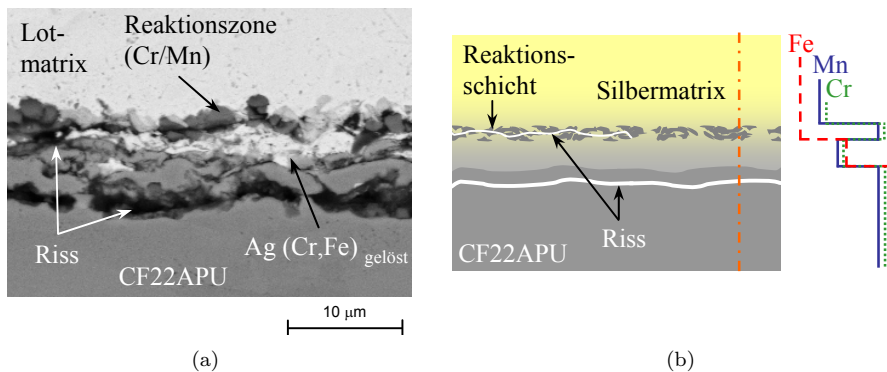 Lot-
matrix
Reaktionszone
(Cr/Mn)
Riss
Ag (Cr,Fe) gelöst
CF22APU
10 µm
(a)
Reaktions-
schicht
Silbermatrix
Riss
CF22APU
Fe
Mn
Cr
(b)